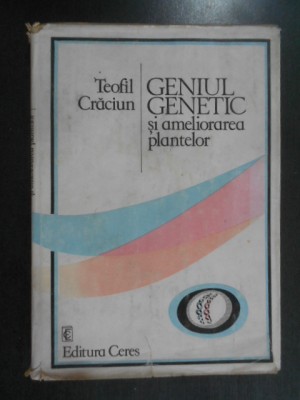 Teofil
Crăciun
GENIUL
GENETIC
și ameliorarea
plantelor
Editura Ceres